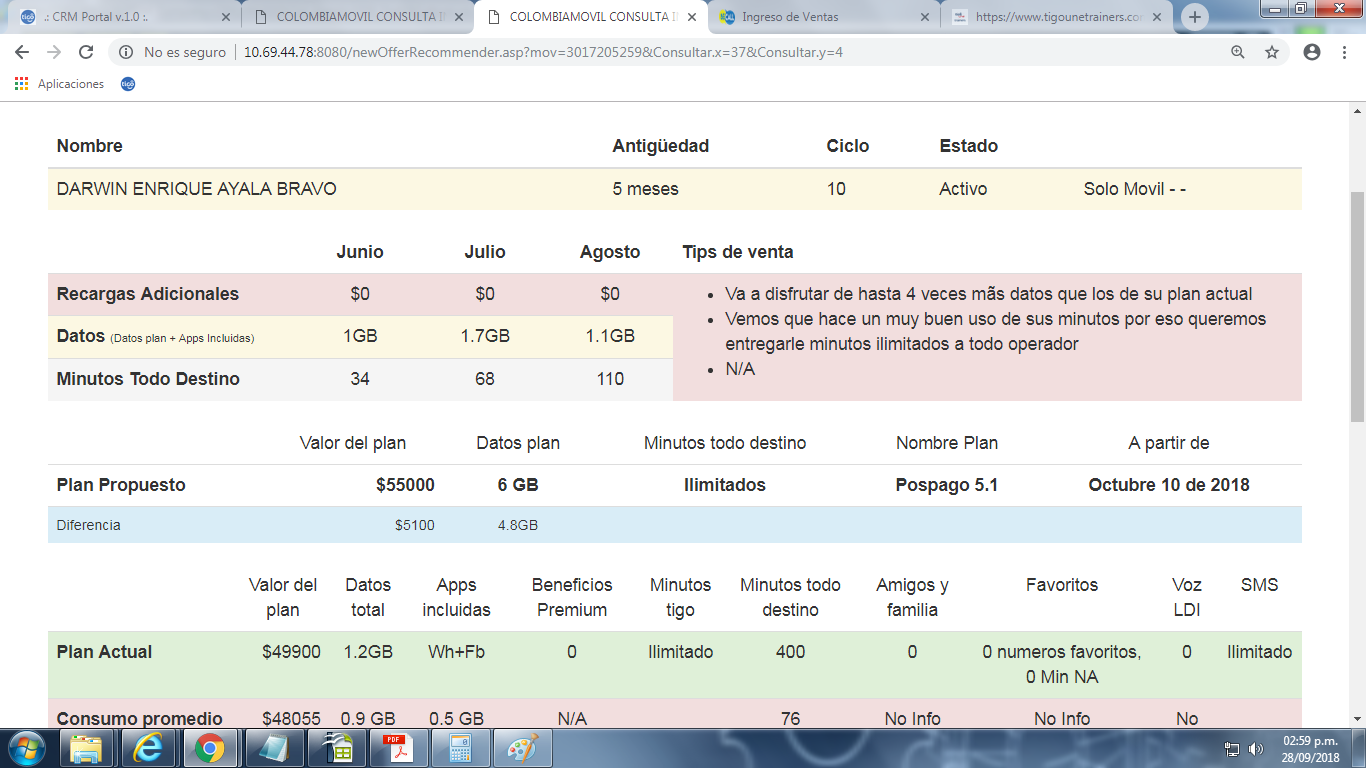 .: CRM Portal v.1.0 :.
COLOMBIAMOVIL CONSULTA I
COLOMBIAMOVIL CONSULTA I
Ingreso de Ventas
https://www.tigounetrainers.co
No es seguro
10.69.44.78:8080/newOfferRecommender.asp?mov=3017205259&Consultar.x=37&Consultar.y=4
Aplicaciones
Nombre Antigüedad Ciclo Estado
DARWIN ENRIQUE AYALA BRAVO 5 meses 10 Activo Solo Movil - -
Junio Julio Agosto Tips de venta
Recargas Adicionales $0 $0 $0
Datos (Datos plan + Apps Incluidas) 1GB 1.7GB 1.1GB
Minutos Todo Destino 34 68 110
• Va a disfrutar de hasta 4 veces mãs datos que los de su plan actual
• Vemos que hace un muy buen uso de sus minutos por eso queremos
entregarle minutos ilimitados a todo operador
• N/A
Valor del plan Datos plan Minutos todo destino Nombre Plan A partir de
Plan Propuesto $55000 6 GB Ilimitados Pospago 5.1 Octubre 10 de 2018
Diferencia $5100 4.8GB
Valor del Datos Apps Beneficios Minutos Minutos todo Amigos y Favoritos Voz SMS
plan total incluidas Premium tigo destino familia LDI
Plan Actual $49900 1.2GB Wh+Fb 0 Ilimitado 400 0 0 numeros favoritos, 0 Ilimitado
0 Min NA
Consumo promedio $48055 0.9 GB 0.5 GB N/A 76 No Info No Info No
PDF
02:59 p.m.
28/09/2018